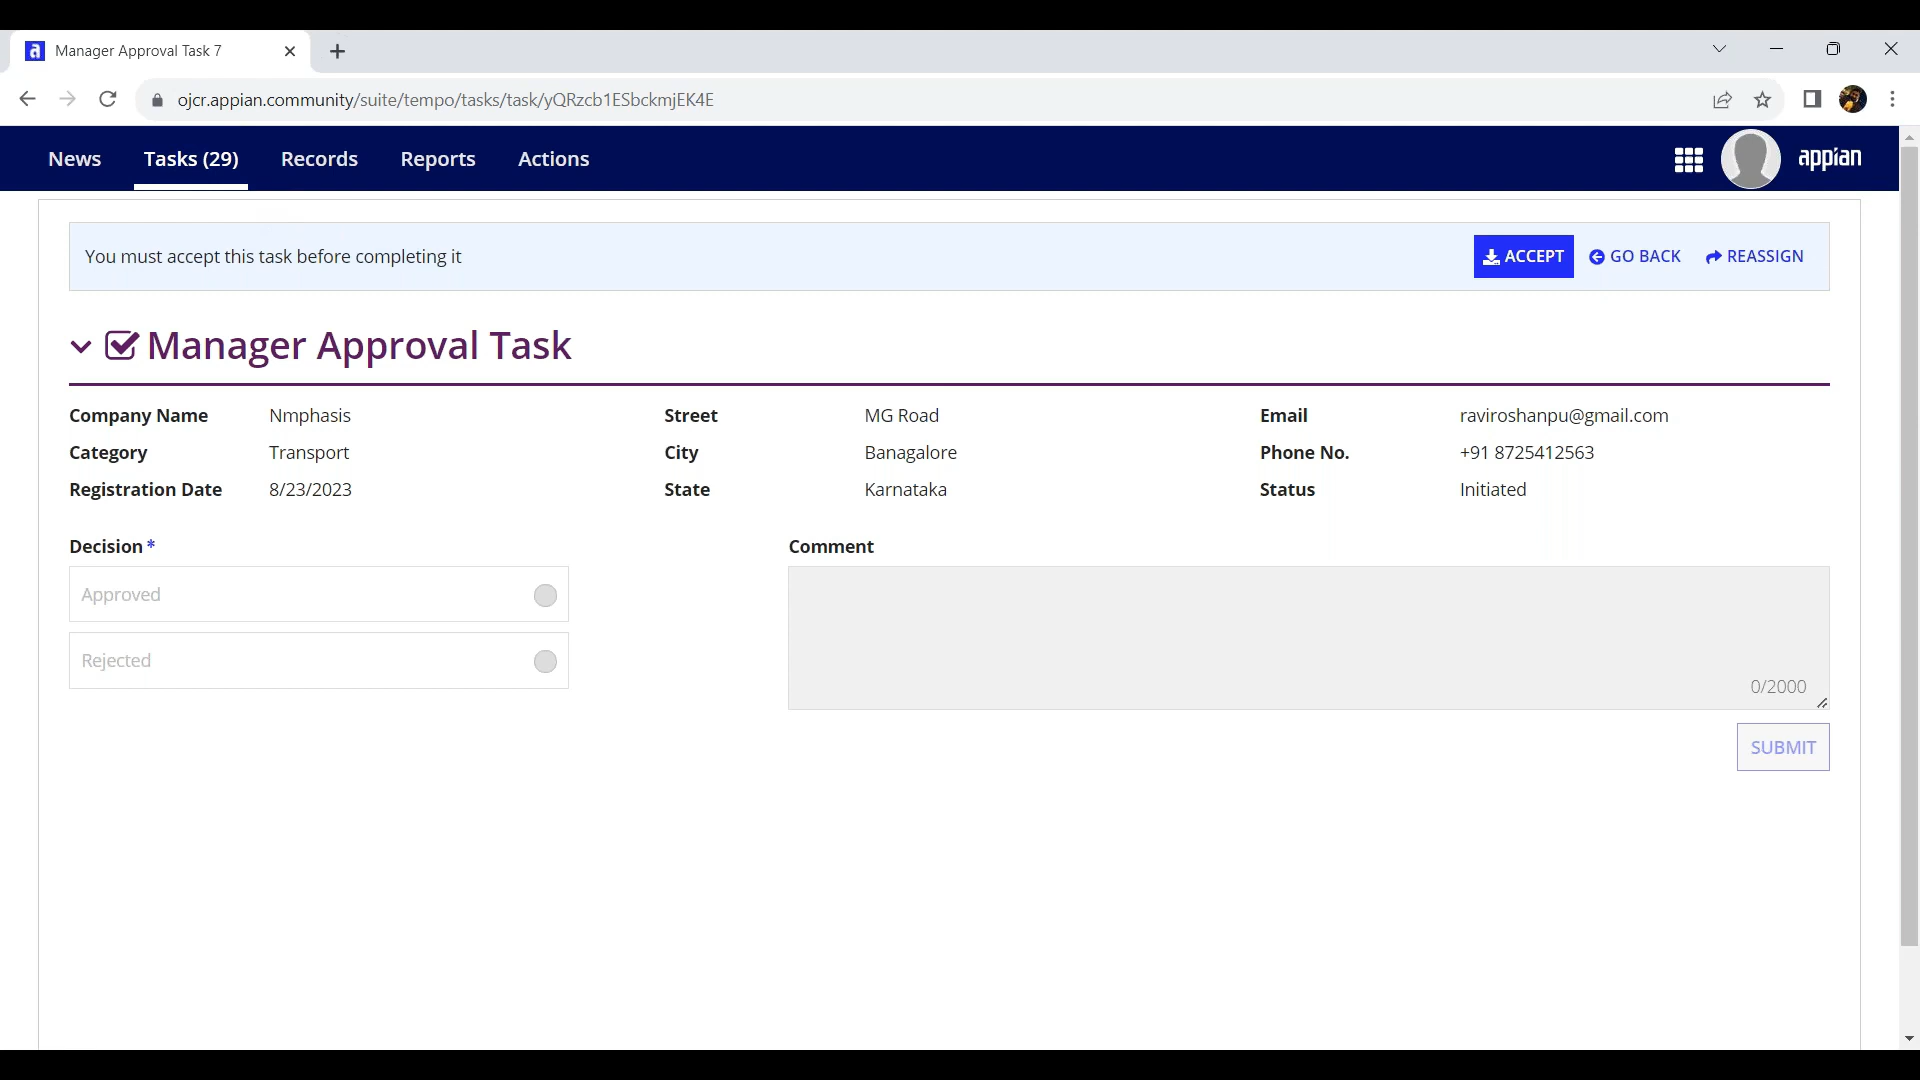 Manager Approval Task 7
ojcr.appian.community/suite/tempo/tasks/task/yQRzcb1ESbckmjEK4E
News Tasks (29) Records Reports Actions appian
You must accept this task before completing it ACCEPT GO BACK REASSIGN
Manager Approval Task
Company Name Nmphasis Street MG Road Email raviroshanpu@gmail.com
Category Transport City Banagalore Phone No. +91 8725412563
Registration Date 8/23/2023 State Karnataka Status Initiated
Decision * Comment
Approved
Rejected
0/2000
SUBMIT